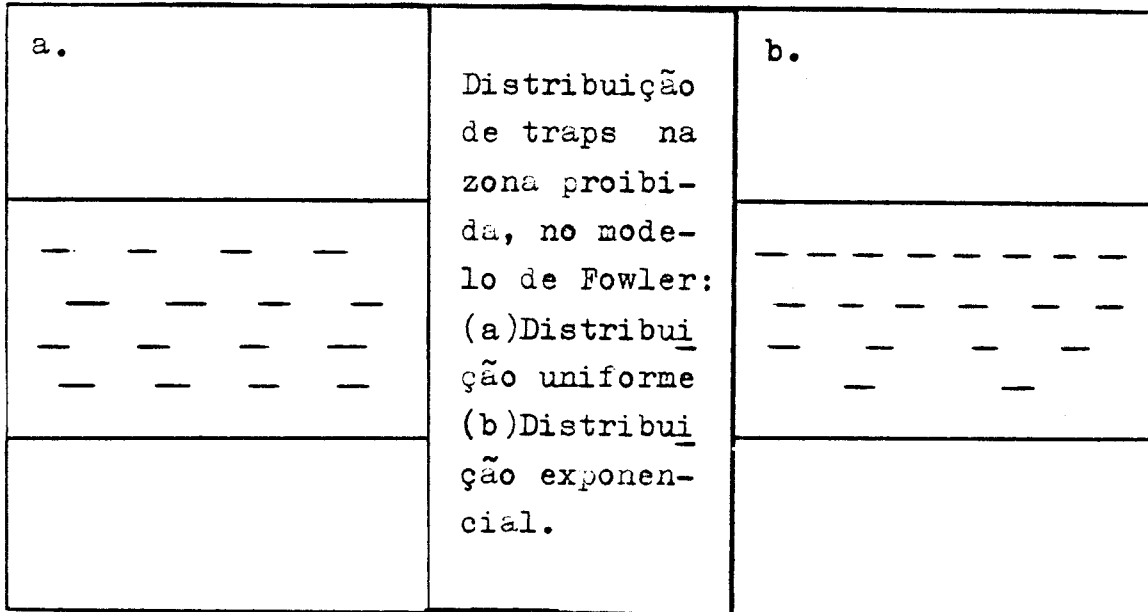 a.
Distribuição
de traps na
zona proibi-
da, no mode-
lo de Fowler:
(a)Distribui
ção uniforme
(b)Distribui
ção exponen-
cial.
b.